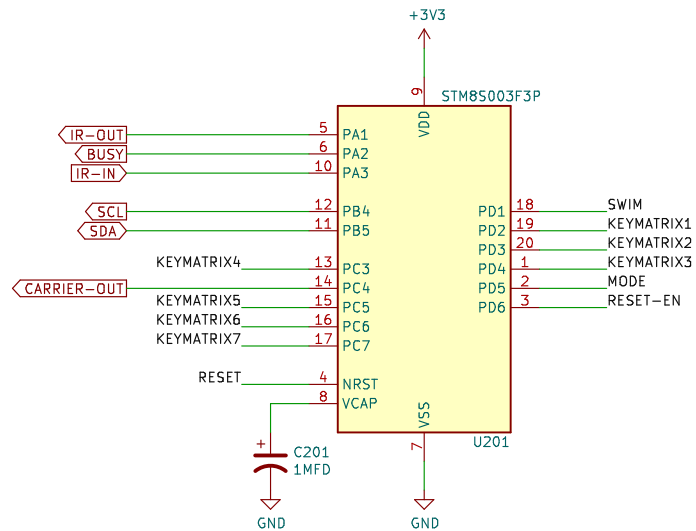 +3V3
9
STM8S003F3P
VDD
IR-OUT 5 PA1
BUSY 6 PA2
IR-IN 10 PA3
SCL 12 PB4 PD1 18 SWIM
SDA 11 PB5 PD2 19 KEYMATRIX1
PD3 20 KEYMATRIX2
KEYMATRIX4 13 PC3 PD4 1 KEYMATRIX3
CARRIER-OUT 14 PC4 PD5 2 MODE
KEYMATRIX5 15 PC5 PD6 3 RESET-EN
KEYMATRIX6 16 PC6
KEYMATRIX7 17 PC7
RESET 4 NRST
8 VCAP
VSS
7
U201
+
C201
1MFD
GND
GND